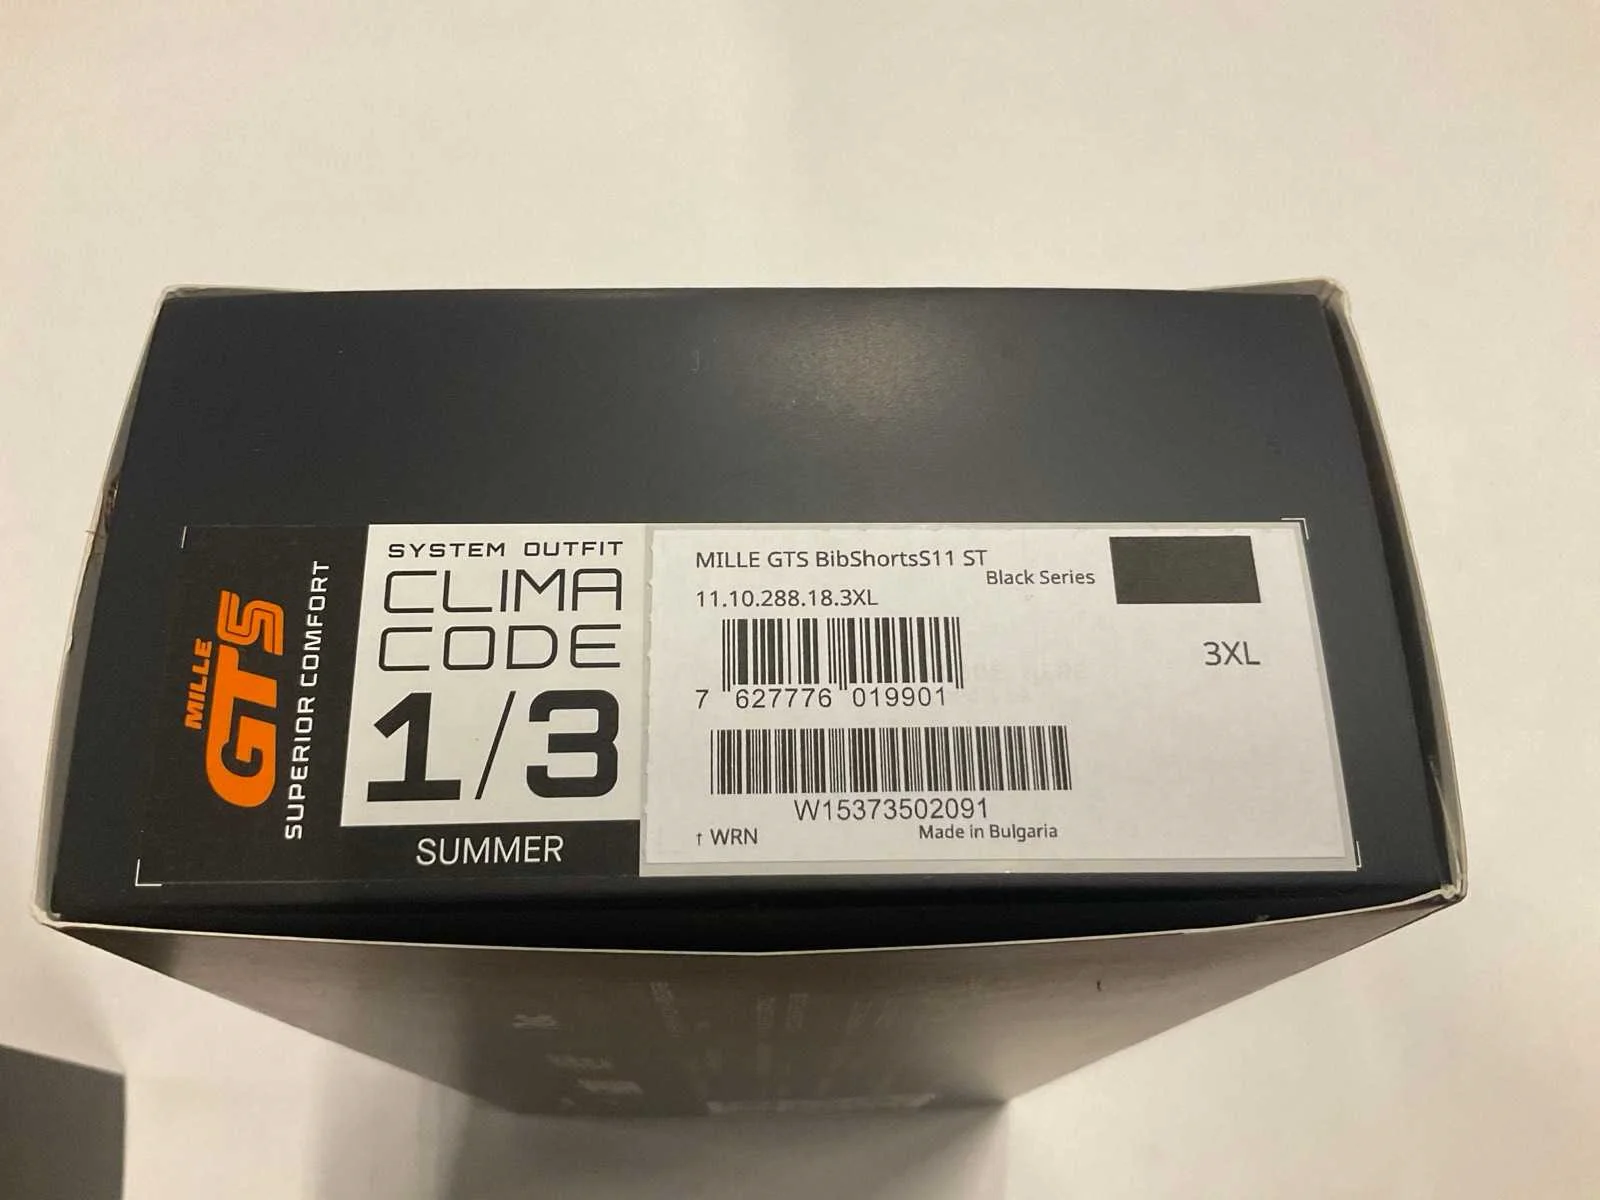 MILLE
GTS
SUPERIOR COMFORT
SYSTEM OUTFIT
CLIMA
CODE
1/3
SUMMER
MILLE GTS BibShortsS11 ST
Black Series
11.10.288.18.3XL
3XL
7 627776 019901
W15373502091
↑ WRN
Made in Bulgaria